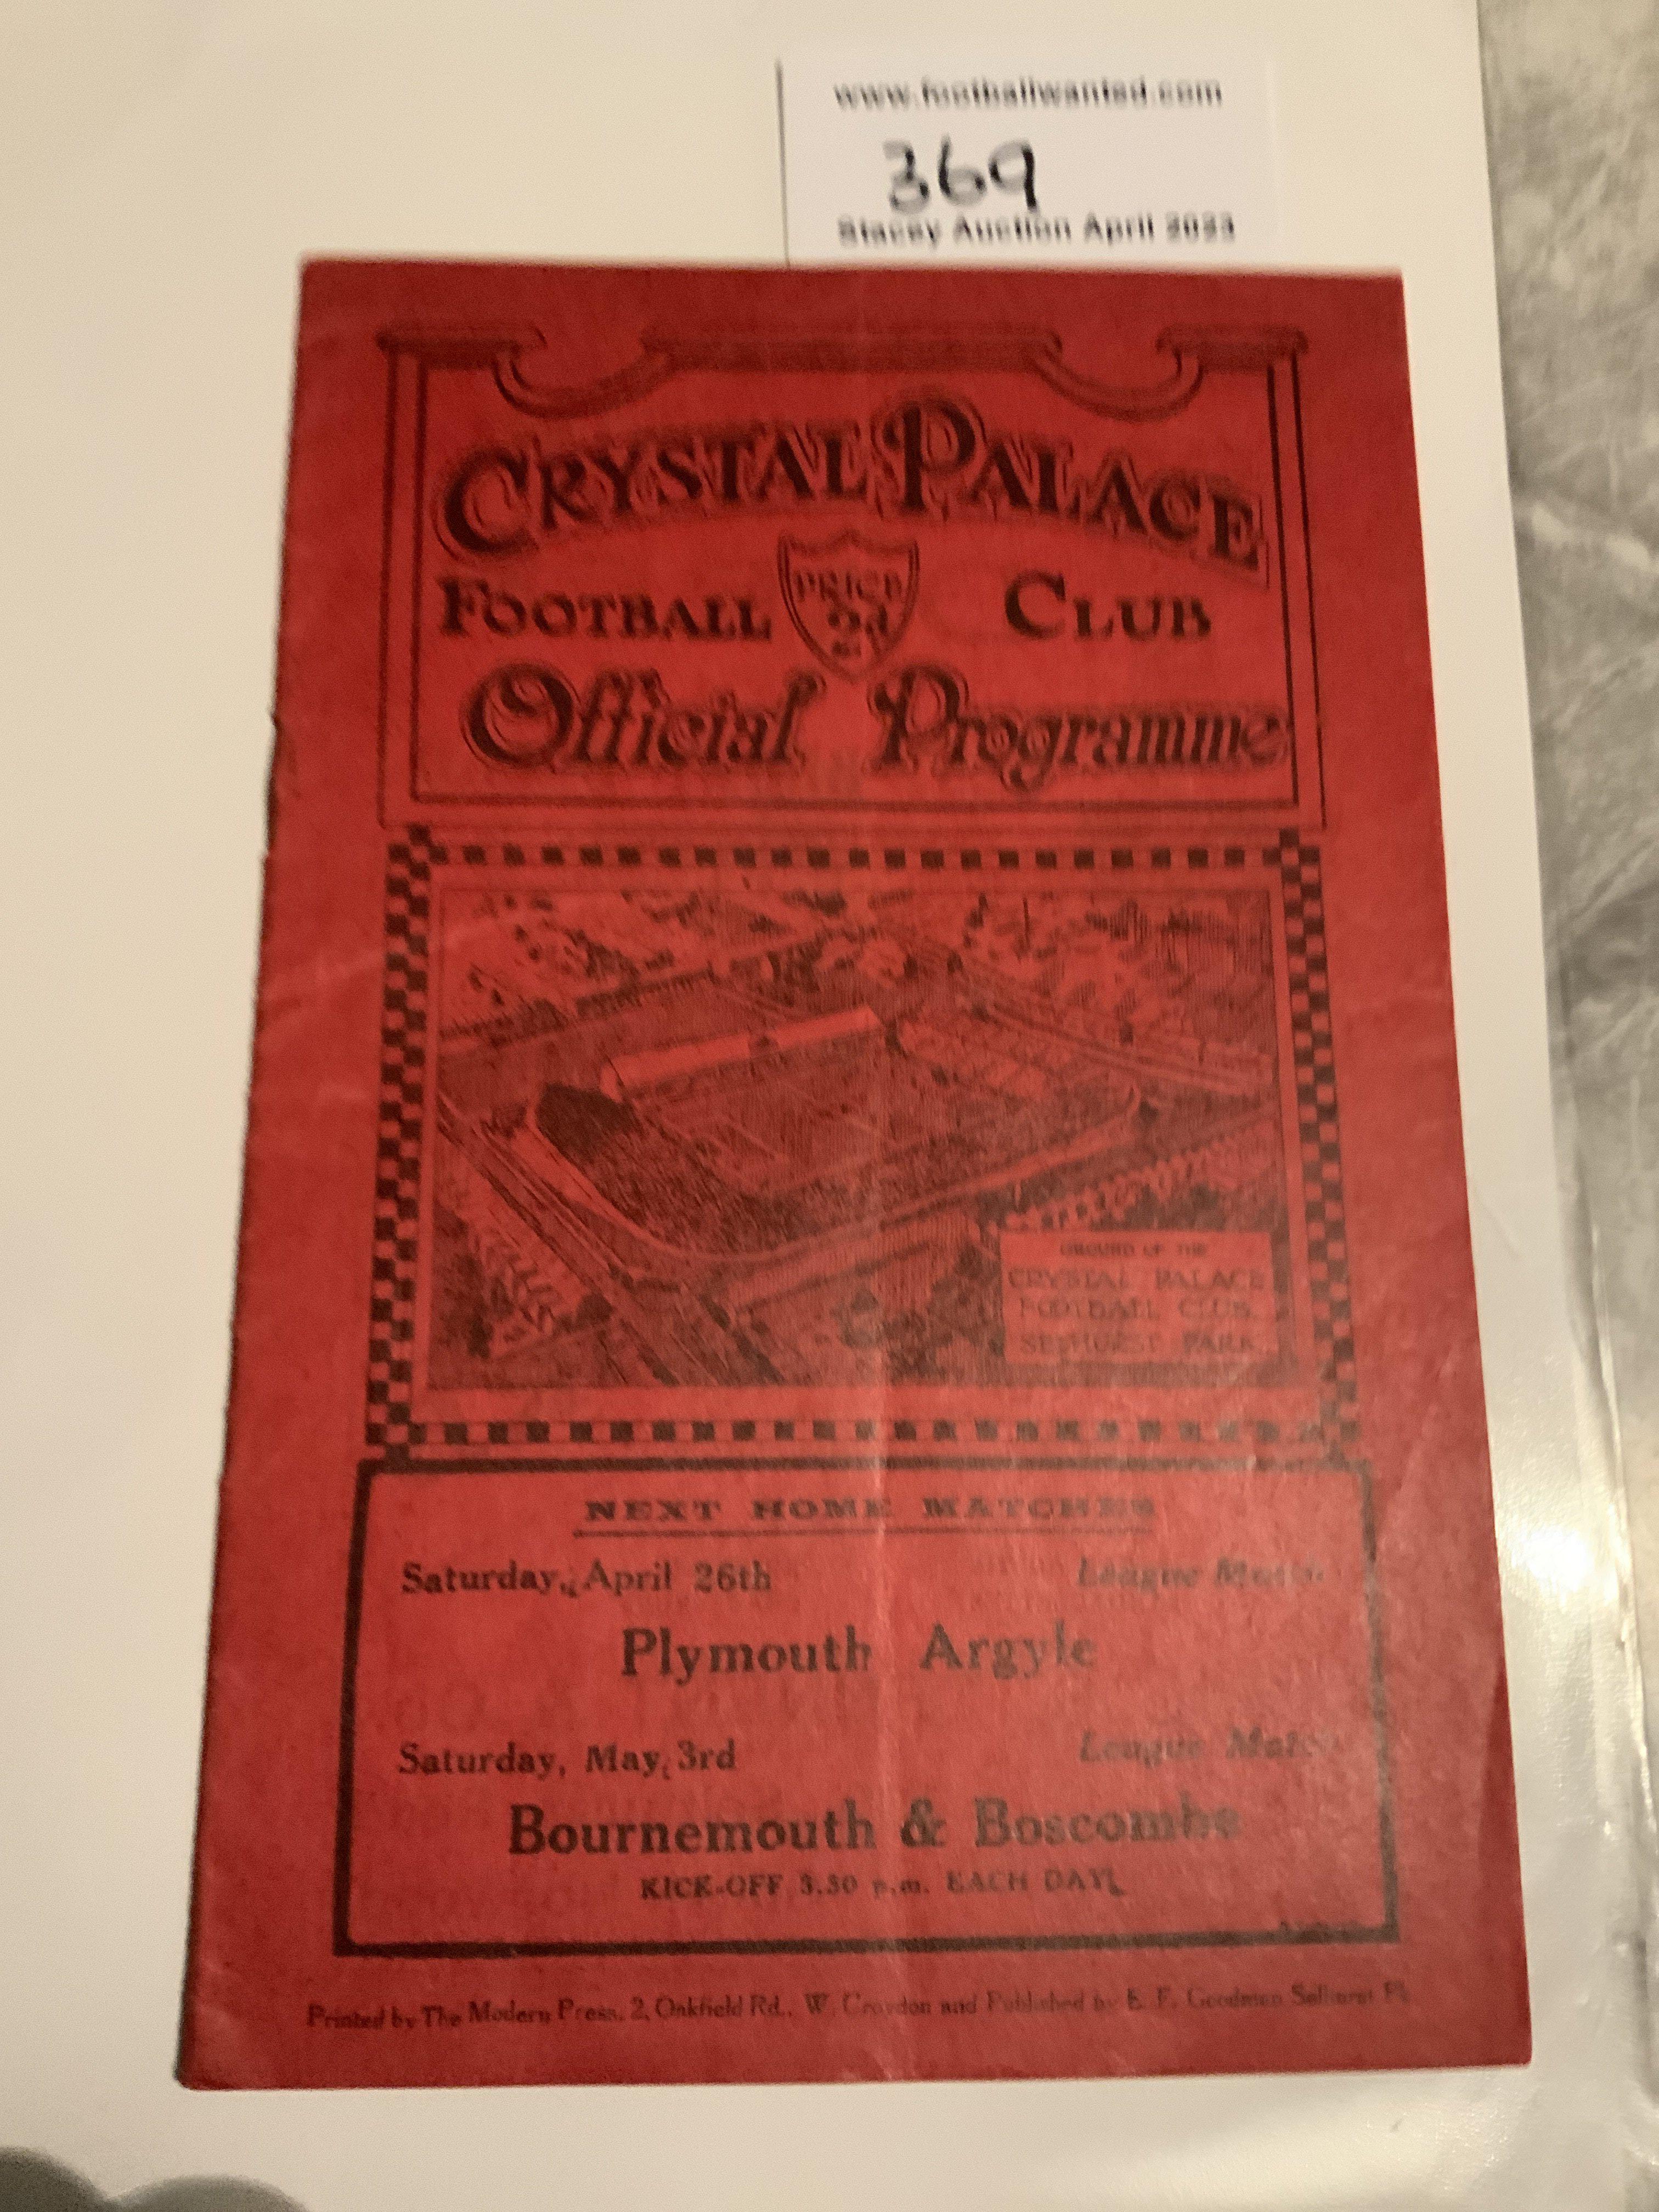 www.footballwanted.com
369
Stacey Auction April 2023
CRYSTAL PALACE
FOOTBALL CLUB
PRICE
2d
Official Programme
GROUND OF THE
CRYSTAL PALACE
FOOTBALL CLUB
SELHURST PARK
NEXT HOME MATCHES
Saturday, April 26th League Match
Plymouth Argyle
Saturday, May 3rd League Match
Bournemouth & Boscombe
KICK-OFF 3.30 p.m. EACH DAY
Printed by The Modern Press, 2, Oakfield Rd., W. Croydon and Published by E. F. Goodman Selhurst Pk